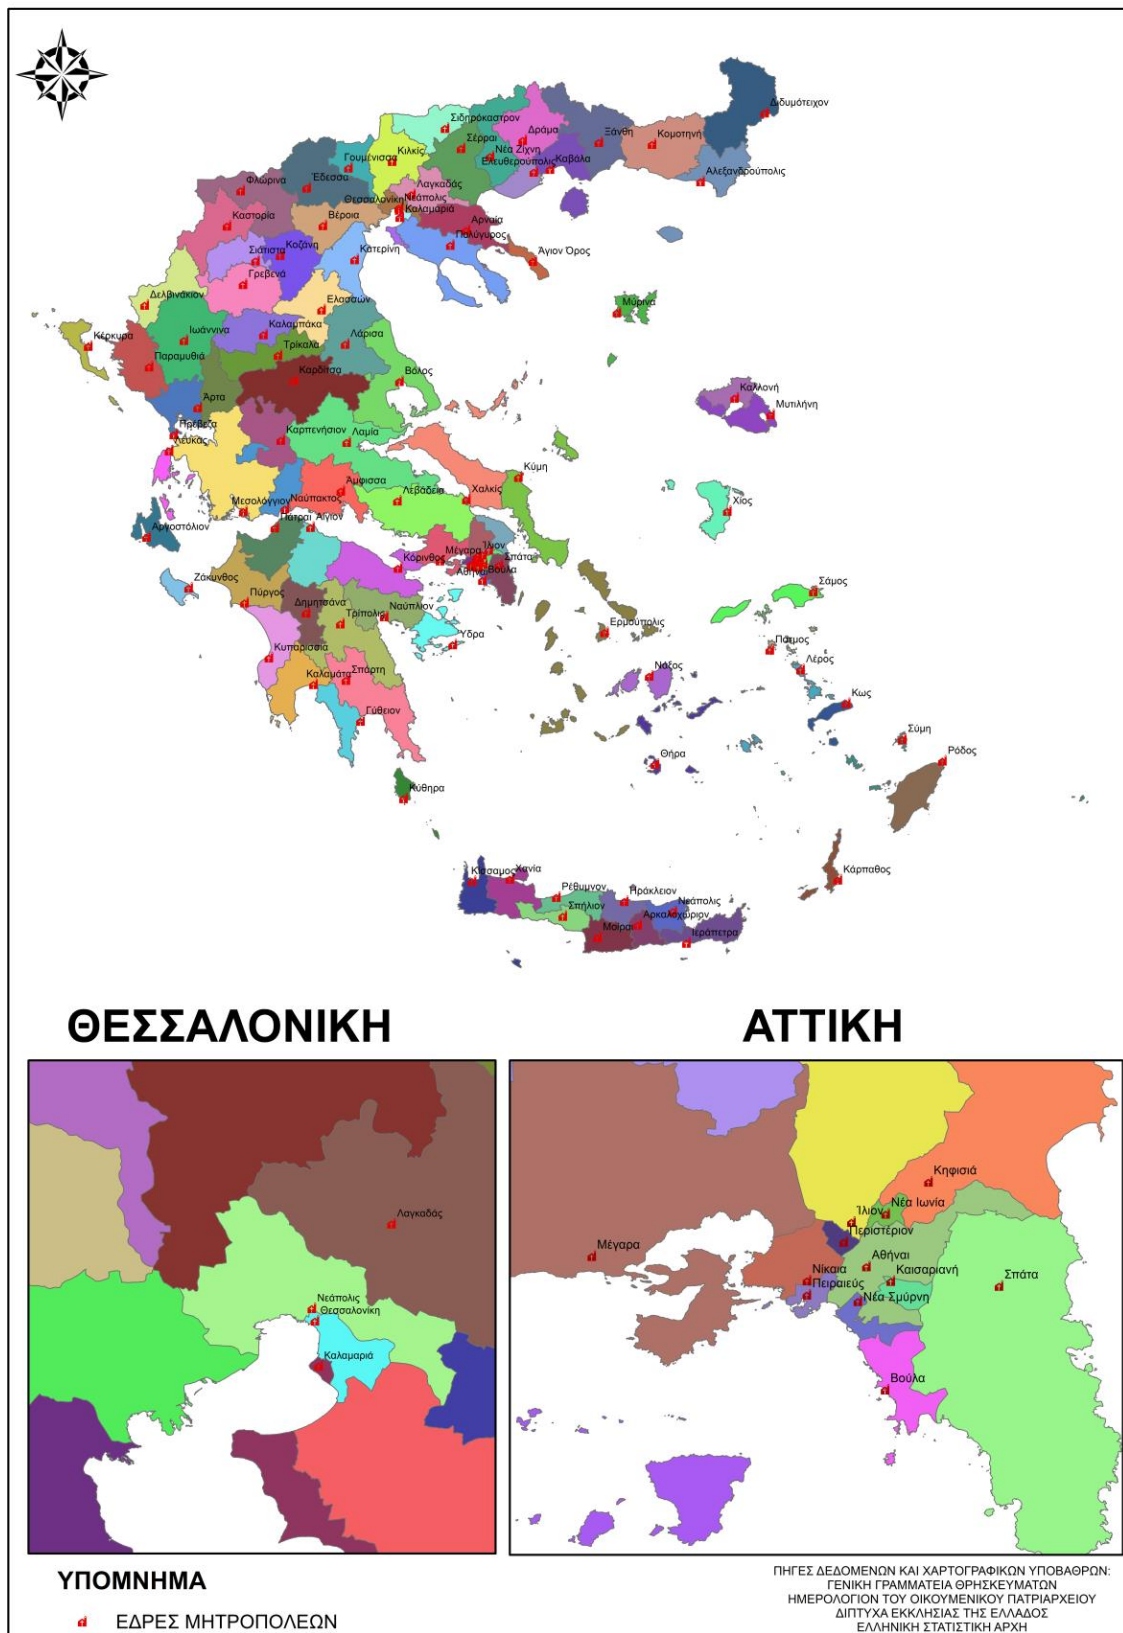 Διδυμότειχον
Σιδηρόκαστρον
Δράμα
Ξάνθη
Κομοτηνή
Σέρραι
Νέα Ζίχνη
Κιλκίς
Γουμένισσα
Ελευθερούπολις
Καβάλα
Αλεξανδρούπολις
Φλώρινα
Έδεσσα
Λαγκαδάς
Θεσσαλονίκη
Νεάπολις
Καλαμαριά
Καστορία
Βέροια
Αρναία
Πολύγυρος
Σιάτιστα
Κοζάνη
Κατερίνη
Άγιον Όρος
Γρεβενά
Δελβινάκιον
Ελασσών
Μύρινα
Κέρκυρα
Ιωάννινα
Καλαμπάκα
Λάρισα
Παραμυθιά
Τρίκαλα
Καρδίτσα
Βόλος
Καλλονή
Μυτιλήνη
Άρτα
Πρέβεζα
Λευκάς
Καρπενήσιον
Λαμία
Κύμη
Άμφισσα
Λεβάδεια
Χαλκίς
Χίος
Μεσολόγγιον
Ναύπακτος
Αργοστόλιον
Πάτραι
Αίγιον
Μέγαρα
Ίλιον
Κόρινθος
Σπάτα
Αθήναι
Βούλα
Ζάκυνθος
Πύργος
Δημητσάνα
Τρίπολις
Ναύπλιον
Σάμος
Ερμούπολις
Ύδρα
Πάτμος
Κυπαρισσία
Λέρος
Καλαμάτα
Σπάρτη
Νάξος
Κως
Γύθειον
Σύμη
Θήρα
Ρόδος
Κύθηρα
Κίσσαμος
Χανιά
Κάρπαθος
Ρέθυμνον
Ηράκλειον
Νεάπολις
Σπήλιον
Αρκαλοχώριον
Μοίραι
Ιεράπετρα
ΘΕΣΣΑΛΟΝΙΚΗ
ΑΤΤΙΚΗ
Λαγκαδάς
Νεάπολις
Θεσσαλονίκη
Καλαμαριά
Κηφισιά
Νέα Ιωνία
Ίλιον
Περιστέριον
Μέγαρα
Αθήναι
Νίκαια
Καισαριανή
Σπάτα
Πειραιεύς
Νέα Σμύρνη
Βούλα
ΥΠΟΜΝΗΜΑ
ΕΔΡΕΣ ΜΗΤΡΟΠΟΛΕΩΝ
ΠΗΓΕΣ ΔΕΔΟΜΕΝΩΝ ΚΑΙ ΧΑΡΤΟΓΡΑΦΙΚΩΝ ΥΠΟΒΑΘΡΩΝ:
ΓΕΝΙΚΗ ΓΡΑΜΜΑΤΕΙΑ ΘΡΗΣΚΕΥΜΑΤΩΝ
ΗΜΕΡΟΛΟΓΙΟΝ ΤΟΥ ΟΙΚΟΥΜΕΝΙΚΟΥ ΠΑΤΡΙΑΡΧΕΙΟΥ
ΔΙΠΤΥΧΑ ΕΚΚΛΗΣΙΑΣ ΤΗΣ ΕΛΛΑΔΟΣ
ΕΛΛΗΝΙΚΗ ΣΤΑΤΙΣΤΙΚΗ ΑΡΧΗ